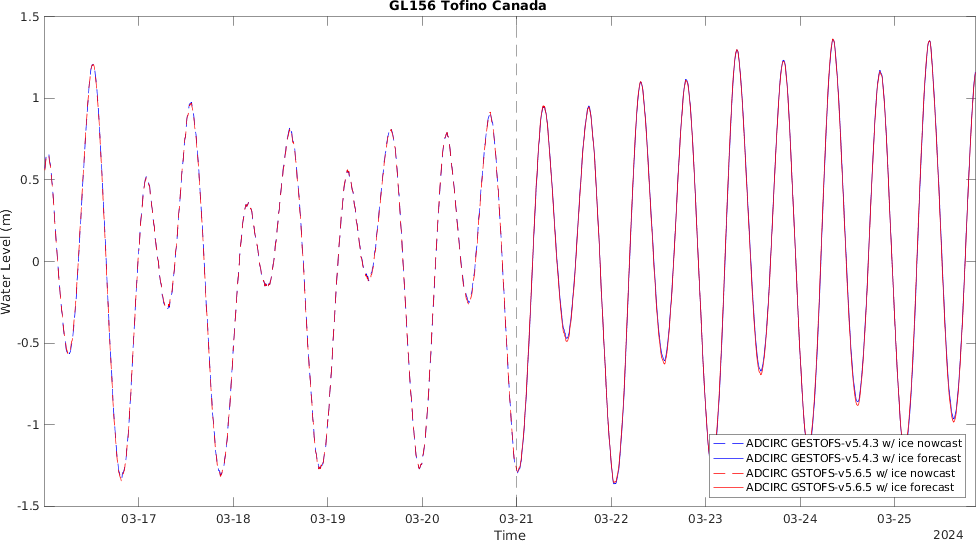 GL156 Tofino Canada
1.5
1
0.5
0
-0.5
-1
-1.5
Water Level (m)
ADCIRC GESTOFS-v5.4.3 w/ ice nowcast
ADCIRC GESTOFS-v5.4.3 w/ ice forecast
ADCIRC GSTOFS-v5.6.5 w/ ice nowcast
ADCIRC GSTOFS-v5.6.5 w/ ice forecast
03-17 03-18 03-19 03-20 03-21 03-22 03-23 03-24 03-25
Time
2024